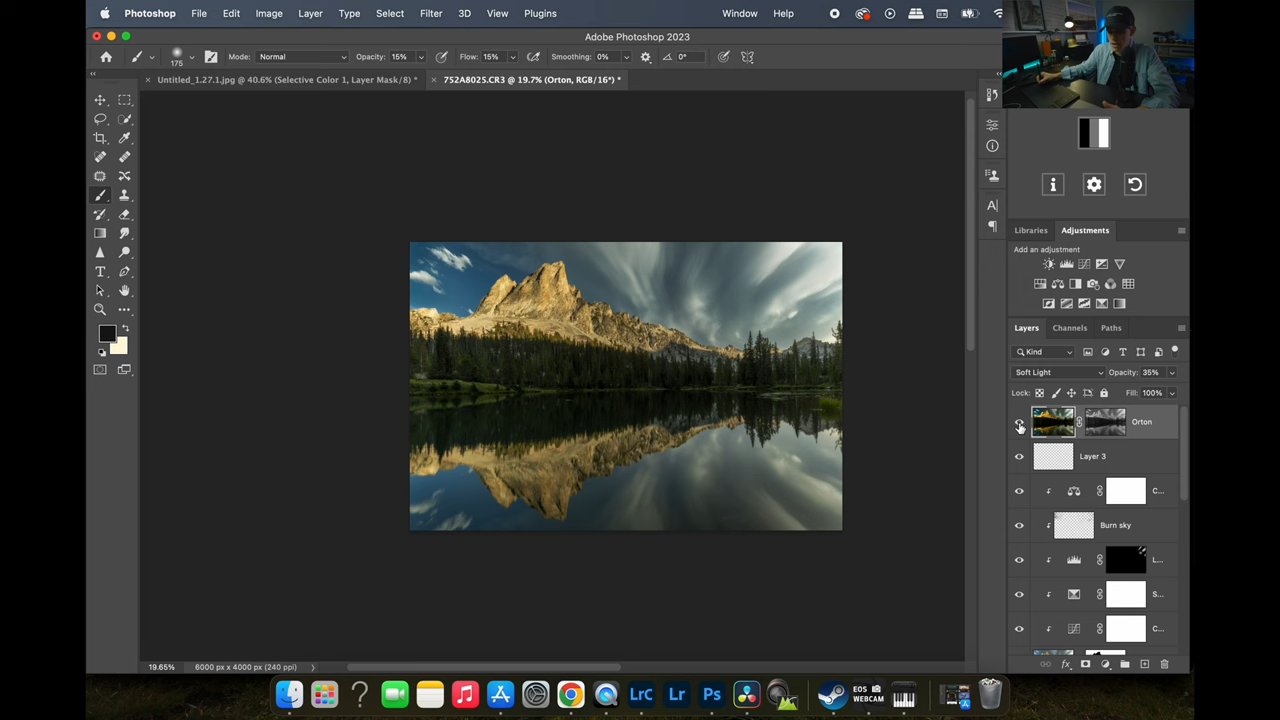 Photoshop File Edit Image Layer Type Select Filter 3D View Plugins Window Help
Adobe Photoshop 2023
Mode: Normal Opacity: 15% Flow: 15% Smoothing: 0% 0°
Untitled_1.27.1.jpg @ 40.6% (Selective Color 1, Layer Mask/8) * 752A8025.CR3 @ 19.7% (Orton, RGB/16*) *
Libraries Adjustments
Add an adjustment
Layers Channels Paths
Kind
Soft Light Opacity: 35%
Lock: Fill: 100%
Orton
Layer 3
C...
Burn sky
L...
S...
C...
19.65% 6000 px x 4000 px (240 ppi)
LrC Lr Ps EOS WEBCAM